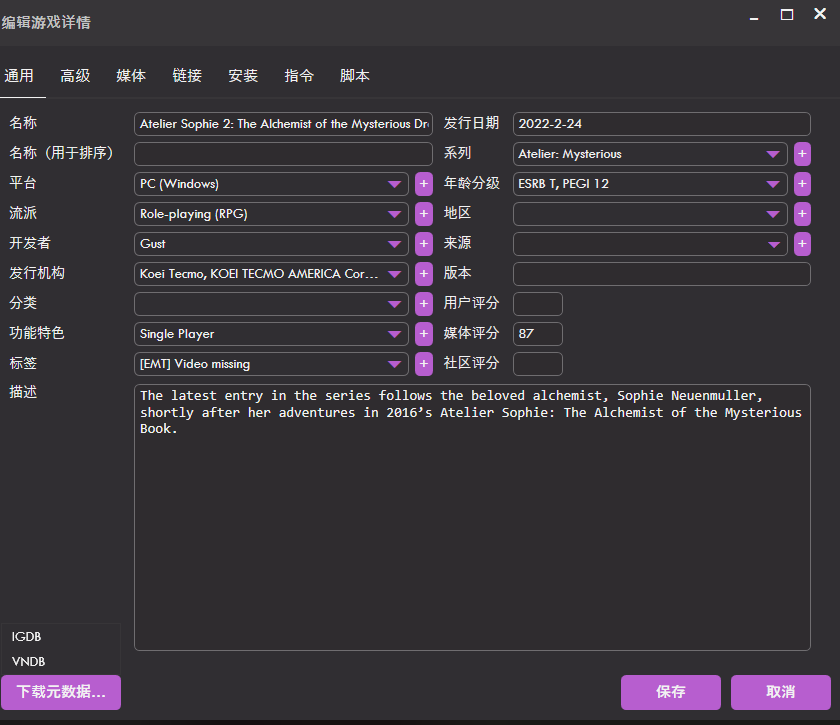 编辑游戏详情
通用 高级 媒体 链接 安装 指令 脚本
名称 Atelier Sophie 2: The Alchemist of the Mysterious Dr 发行日期 2022-2-24
名称（用于排序） 系列 Atelier: Mysterious +
平台 PC (Windows) + 年龄分级 ESRB T, PEGI 12 +
流派 Role-playing (RPG) + 地区 +
开发者 Gust + 来源 +
发行机构 Koei Tecmo, KOEI TECMO AMERICA Cor... + 版本
分类 + 用户评分
功能特色 Single Player + 媒体评分 87
标签 [EMT] Video missing + 社区评分
描述
The latest entry in the series follows the beloved alchemist, Sophie Neuenmuller,
shortly after her adventures in 2016’s Atelier Sophie: The Alchemist of the Mysterious
Book.
IGDB
VNDB
下载元数据... 保存 取消